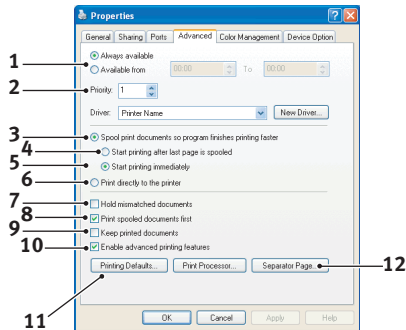 Properties
General Sharing Ports Advanced Color Management Device Option
1 Always available
Available from 00:00 To 00:00
2 Priority: 1
Driver: Printer Name New Driver...
3 Spool print documents so program finishes printing faster
4 Start printing after last page is spooled
5 Start printing immediately
6 Print directly to the printer
7 Hold mismatched documents
8 Print spooled documents first
9 Keep printed documents
10 Enable advanced printing features
Printing Defaults... Print Processor... Separator Page... 12
11
OK Cancel Apply Help